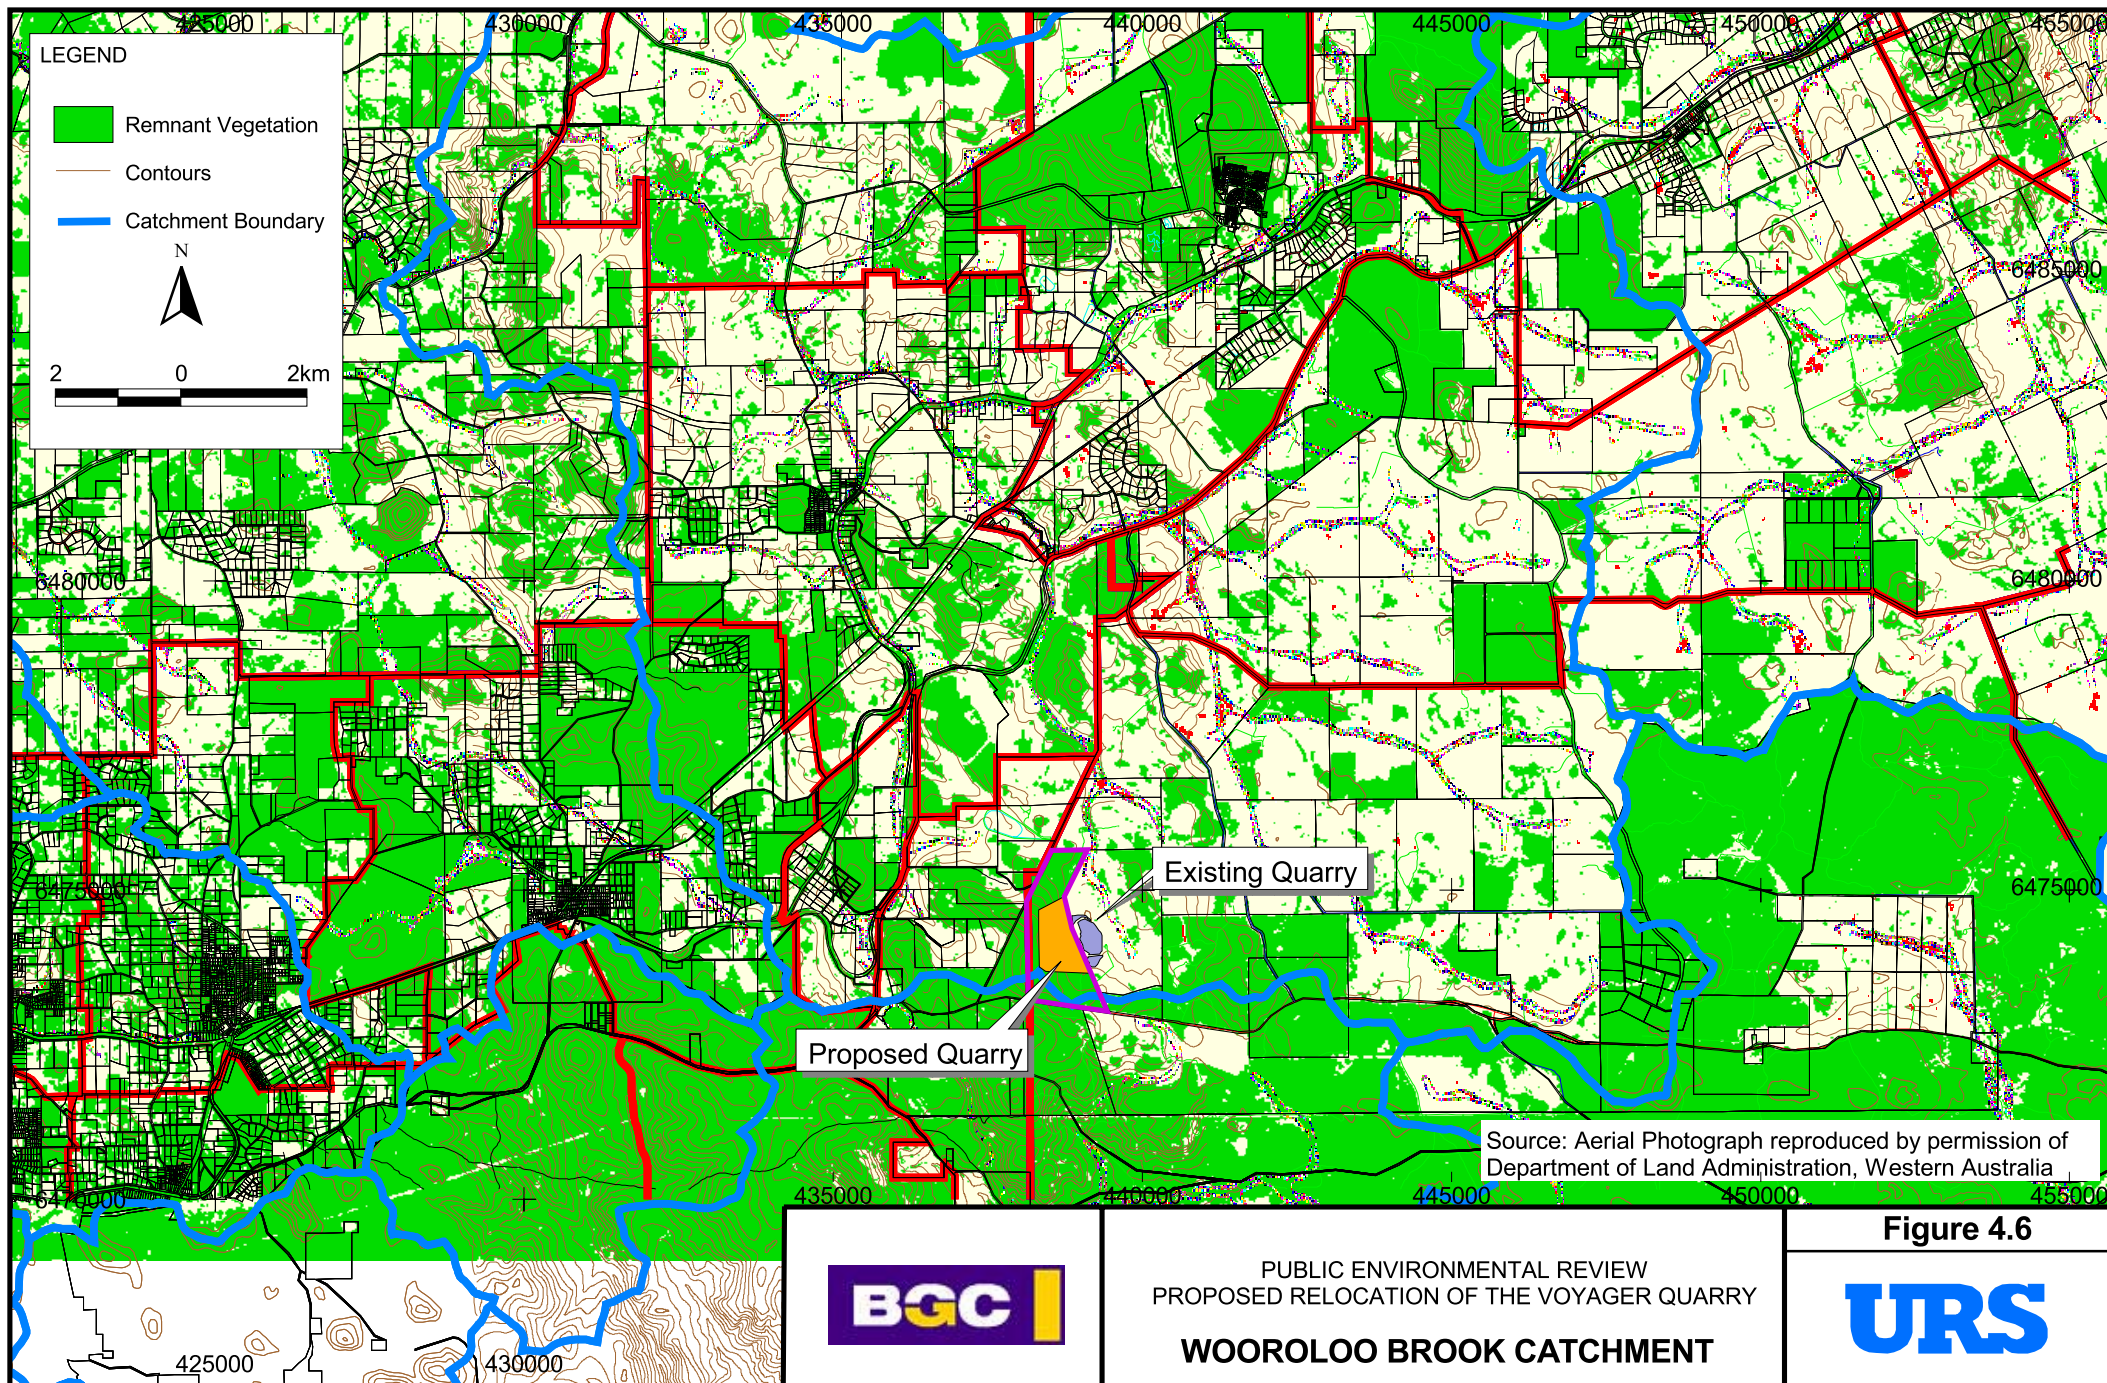 425000
430000
435000
440000
445000
450000
455000
LEGEND
Remnant Vegetation
Contours
Catchment Boundary
N
2 0 2km
6485000
6480000
6480000
6475000
6475000
Existing Quarry
Proposed Quarry
Source: Aerial Photograph reproduced by permission of
Department of Land Administration, Western Australia
6470000
435000
440000
445000
450000
455000
425000
430000
BGC
PUBLIC ENVIRONMENTAL REVIEW
PROPOSED RELOCATION OF THE VOYAGER QUARRY
WOOROLOO BROOK CATCHMENT
Figure 4.6
URS